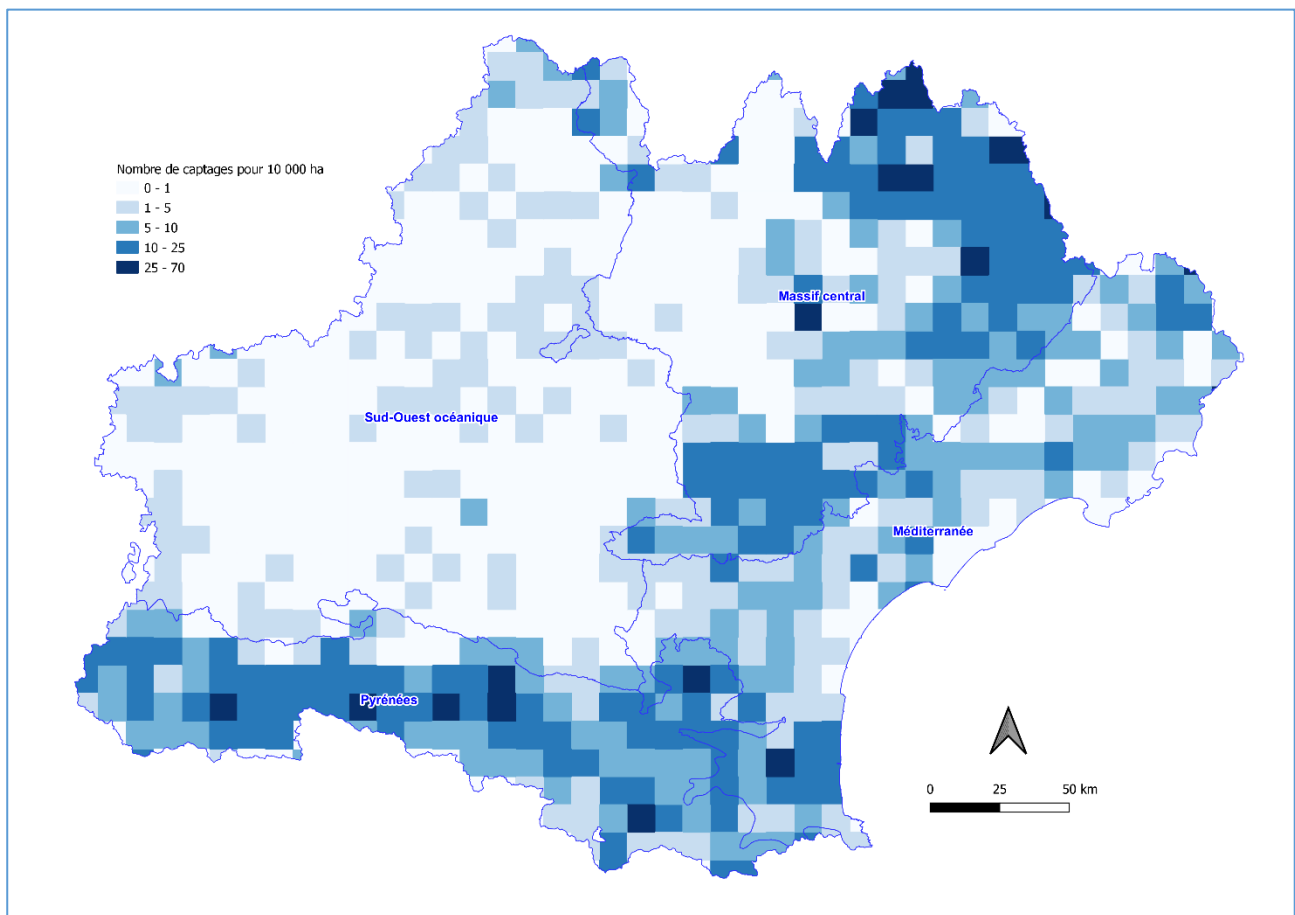 Nombre de captages pour 10 000 ha
0 - 1
1 - 5
5 - 10
10 - 25
25 - 70
Massif central
Sud-Ouest océanique
Méditerranée
Pyrénées
0 25 50 km